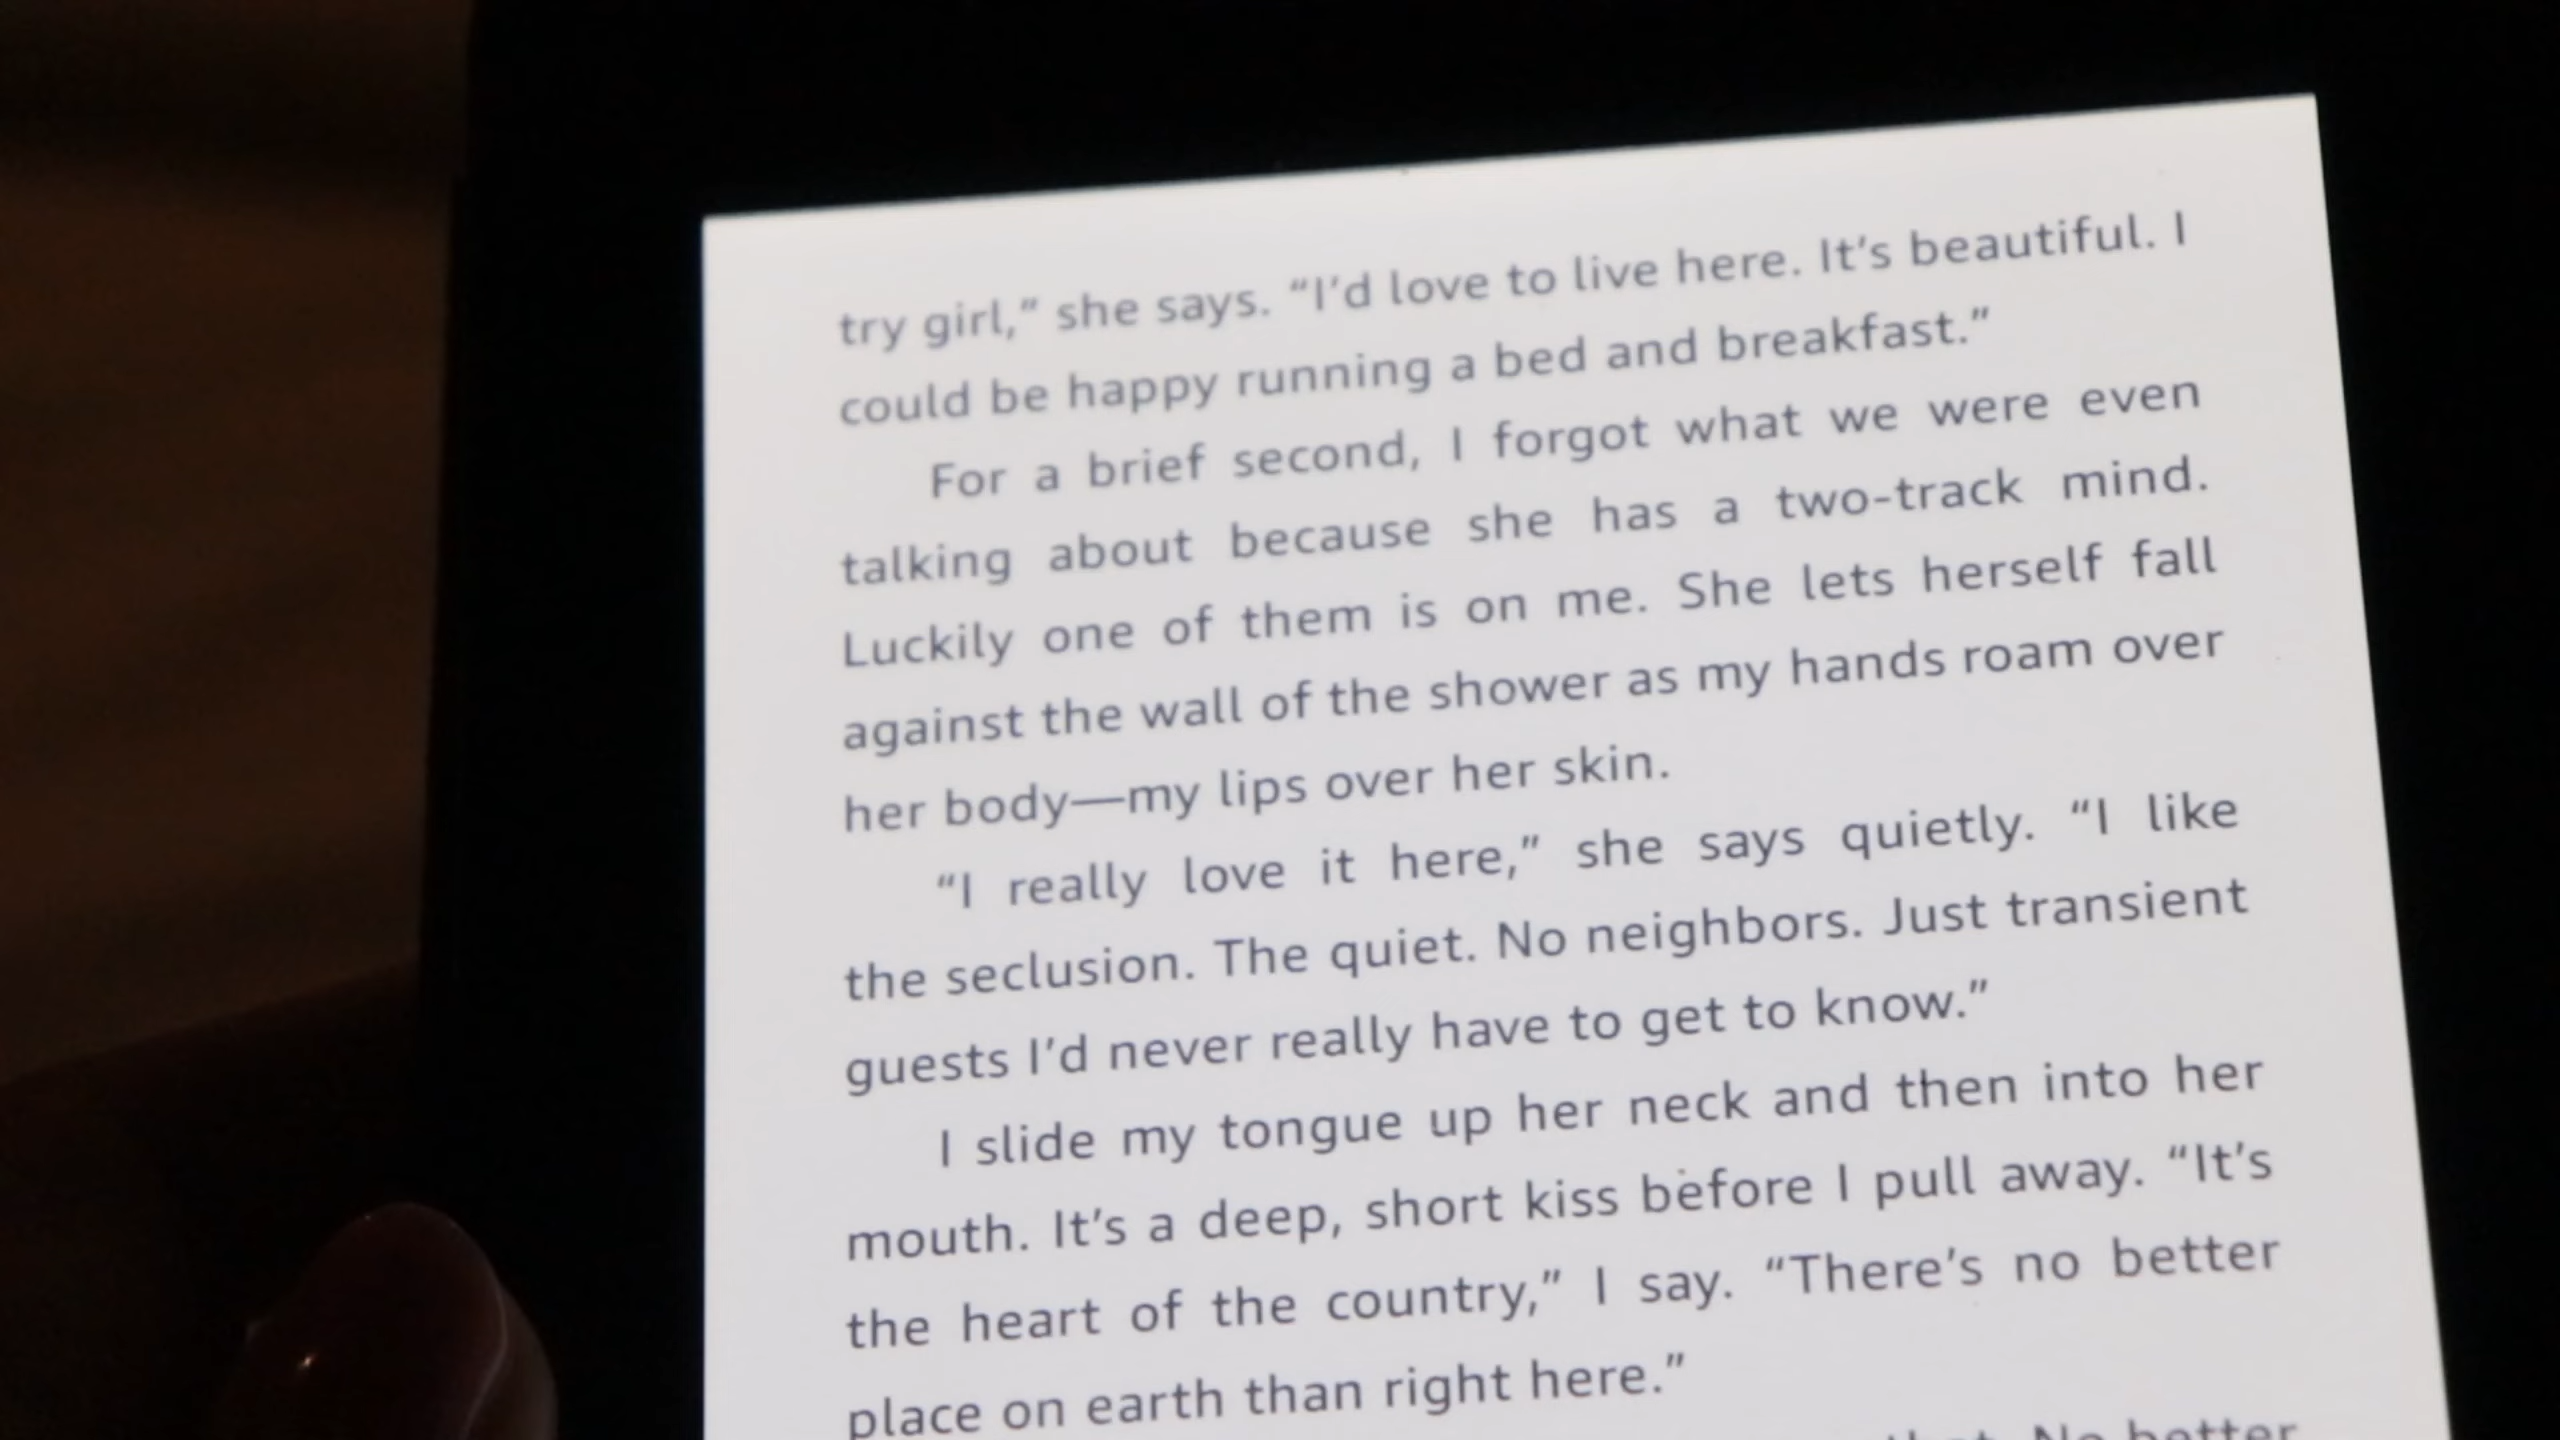 try girl,” she says. “I’d love to live here. It’s beautiful. I
could be happy running a bed and breakfast.”
For a brief second, I forgot what we were even
talking about because she has a two-track mind.
Luckily one of them is on me. She lets herself fall
against the wall of the shower as my hands roam over
her body—my lips over her skin.
“I really love it here,” she says quietly. “I like
the seclusion. The quiet. No neighbors. Just transient
guests I’d never really have to get to know.”
I slide my tongue up her neck and then into her
mouth. It’s a deep, short kiss before I pull away. “It’s
the heart of the country,” I say. “There’s no better
place on earth than right here.”
No better